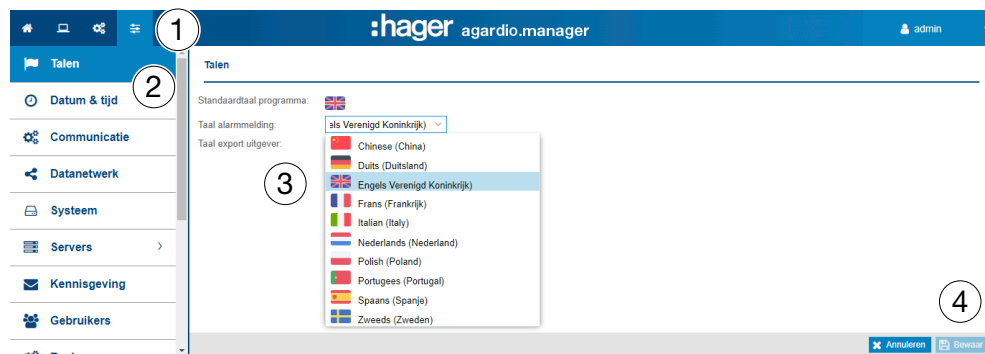 1
:hager agardio.manager
admin
Talen
2
Datum & tijd
Communicatie
Datanetwerk
Systeem
Servers
Kennisgeving
Gebruikers
Talen
Standaardtaal programma:
Taal alarmmelding:
els Verenigd Koninkrijk)
Taal export uitgever:
3
Chinese (China)
Duits (Duitsland)
Engels Verenigd Koninkrijk)
Frans (Frankrijk)
Italian (Italy)
Nederlands (Nederland)
Polish (Poland)
Portugees (Portugal)
Spaans (Spanje)
Zweeds (Zweden)
4
Annuleren
Bewaar